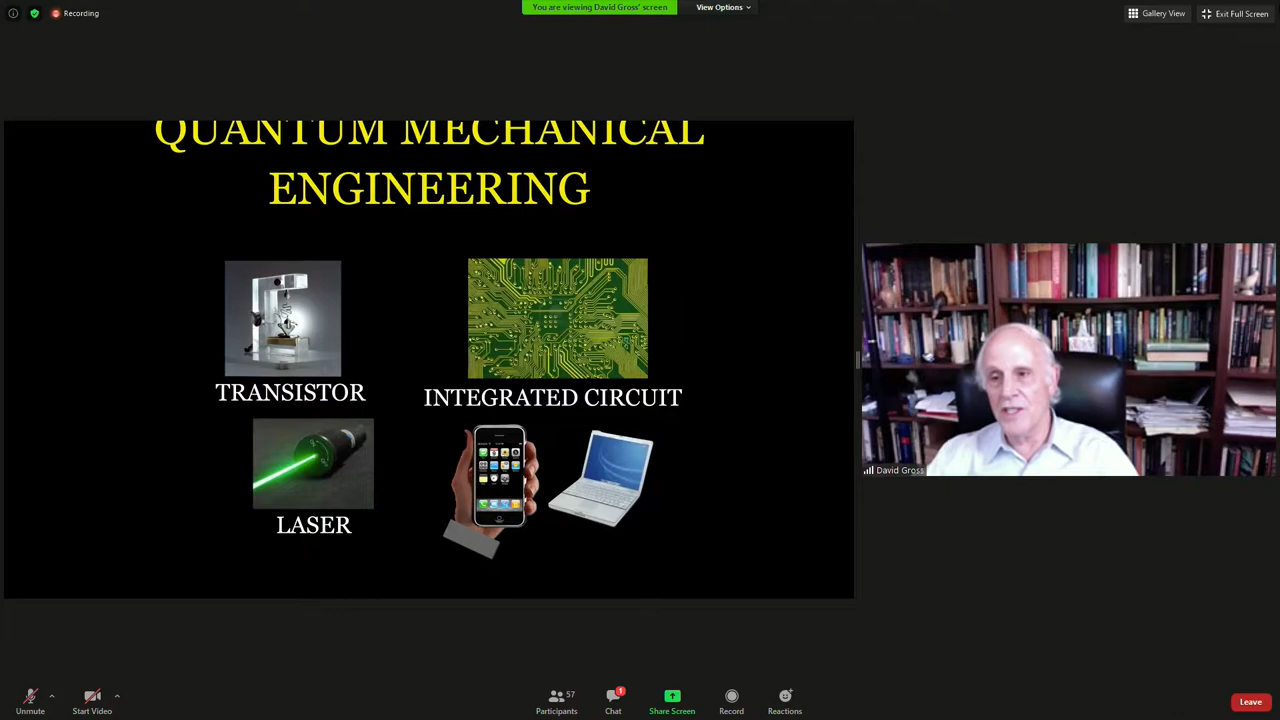 Recording
You are viewing David Gross' screen
View Options
Gallery View
Exit Full Screen
QUANTUM MECHANICAL
ENGINEERING
TRANSISTOR
INTEGRATED CIRCUIT
LASER
David Gross
Unmute
Start Video
57
Participants
1
Chat
Share Screen
Record
Reactions
Leave